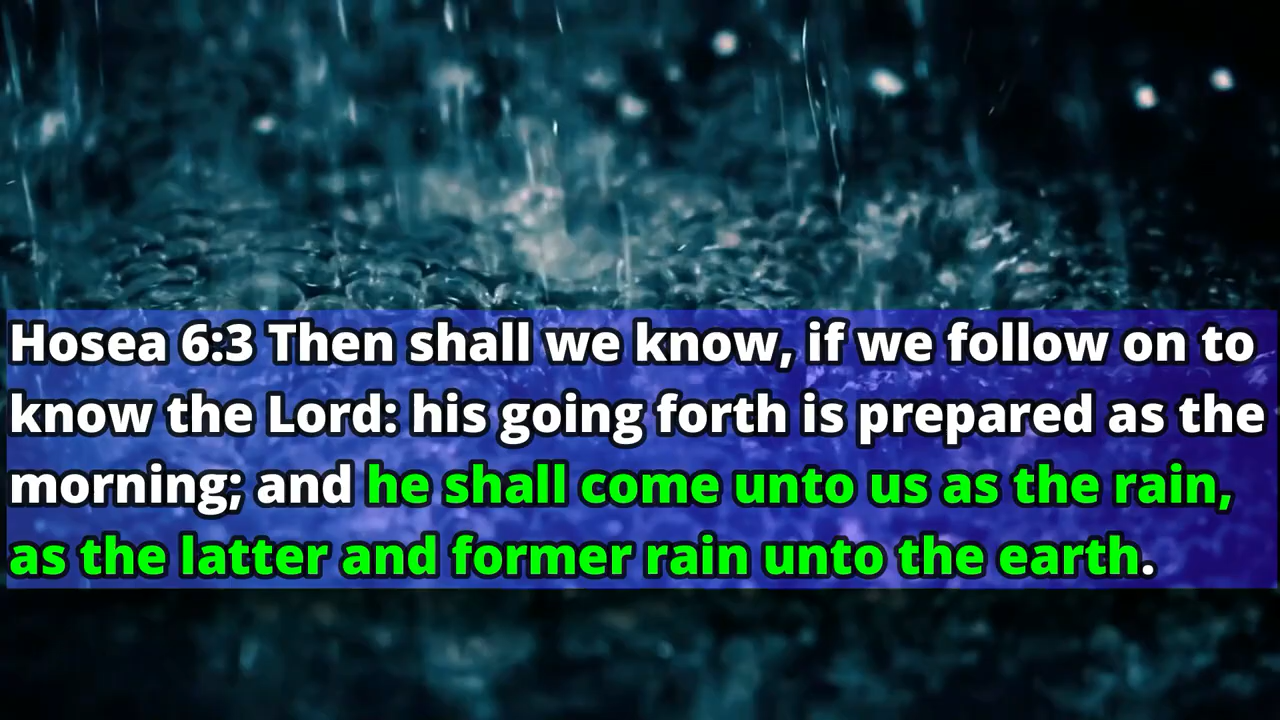 Hosea 6:3 Then shall we know, if we follow on to
know the Lord: his going forth is prepared as the
morning; and he shall come unto us as the rain,
as the latter and former rain unto the earth.